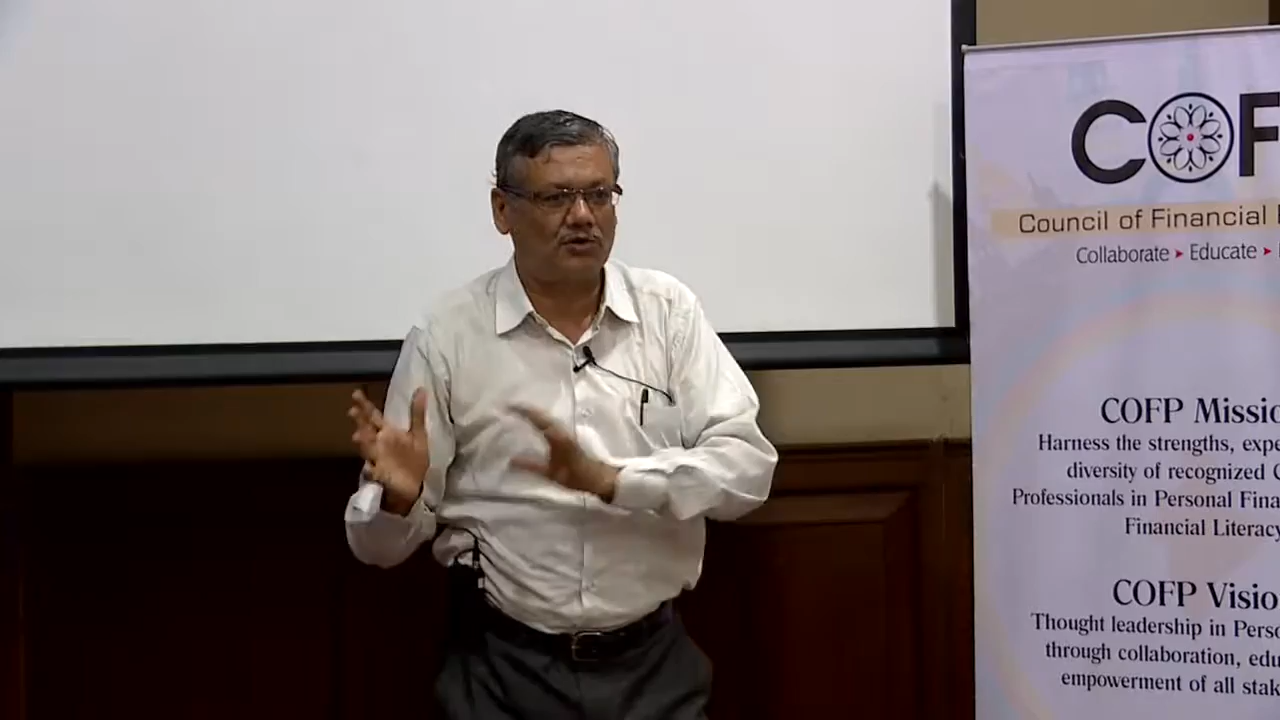 COF
Council of Financial
Collaborate ➤ Educate ➤
COFP Missio
Harness the strengths, expe
diversity of recognized C
Professionals in Personal Fina
Financial Literacy
COFP Visio
Thought leadership in Perso
through collaboration, edu
empowerment of all stak